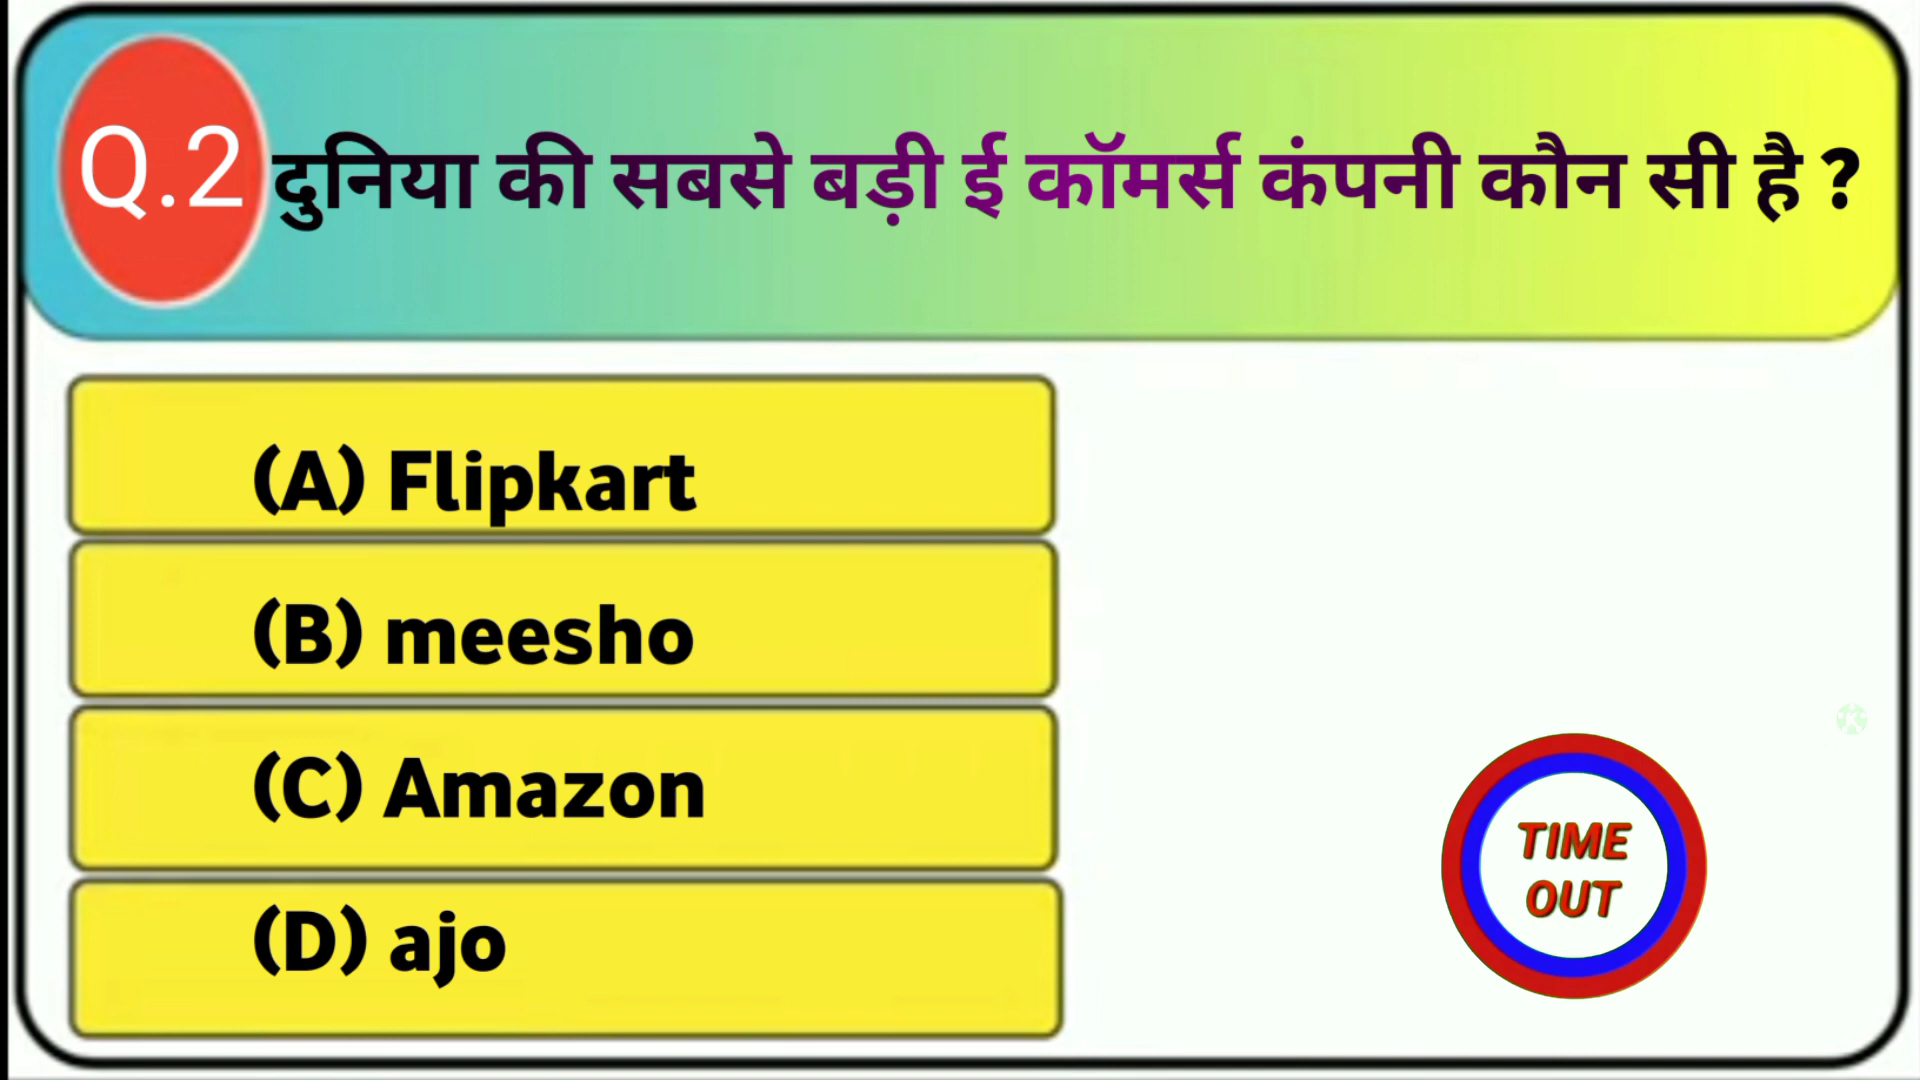 Q.2 दुनिया की सबसे बड़ी ई कॉमर्स कंपनी कौन सी है ?
(A) Flipkart
(B) meesho
(C) Amazon
(D) ajo
TIME
OUT
K